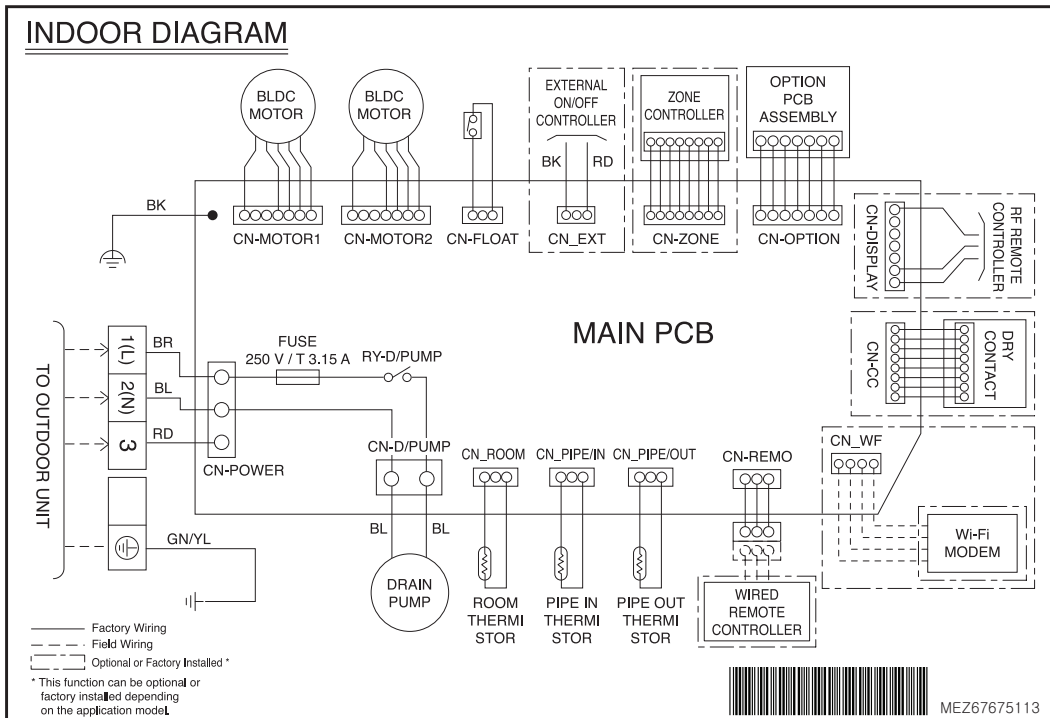 INDOOR DIAGRAM
BLDC
MOTOR
BLDC
MOTOR
EXTERNAL
ON/OFF
CONTROLLER
BK
RD
ZONE
CONTROLLER
OPTION
PCB
ASSEMBLY
BK
CN-MOTOR1
CN-MOTOR2
CN-FLOAT
CN_EXT
CN-ZONE
CN-OPTION
CN-DISPLAY
RF REMOTE
CONTROLLER
MAIN PCB
CN-CC
DRY
CONTACT
TO OUTDOOR UNIT
1(L)
BR
2(N)
BL
3
RD
CN-POWER
FUSE
250 V / T 3.15 A
RY-D/PUMP
CN-D/PUMP
CN_ROOM
CN_PIPE/IN
CN_PIPE/OUT
CN-REMO
CN_WF
GN/YL
BL
BL
DRAIN
PUMP
ROOM
THERMI
STOR
PIPE IN
THERMI
STOR
PIPE OUT
THERMI
STOR
WIRED
REMOTE
CONTROLLER
Wi-Fi
MODEM
Factory Wiring
Field Wiring
Optional or Factory Installed *
* This function can be optional or
factory installed depending
on the application model.
MEZ67675113